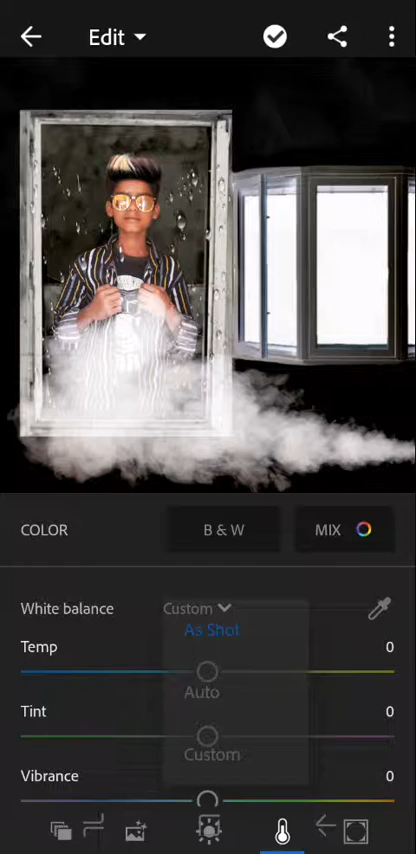 Edit
COLOR
B & W
MIX
White balance
Custom
As Shot
Temp
0
Auto
Tint
0
Custom
Vibrance
0